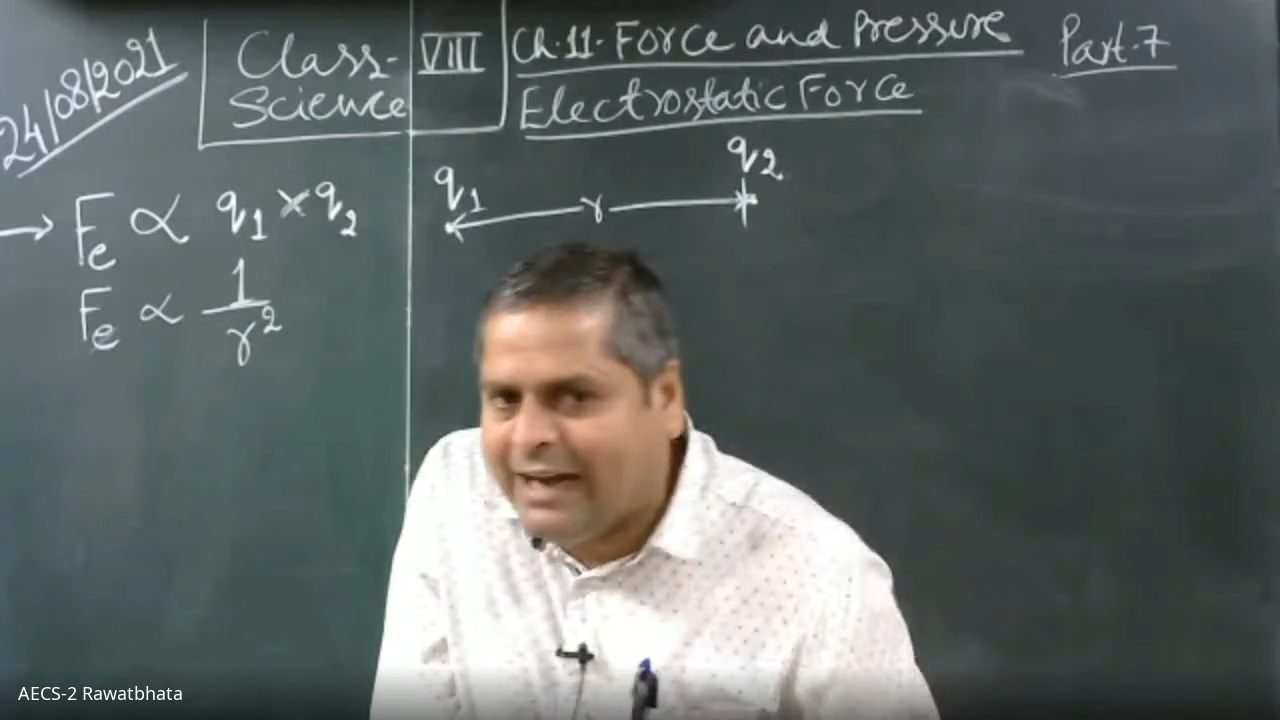 24/08/2021
Class- VIII
Science
Ch.11. Force and Pressure
Electrostatic Force
Part.7
→ Fe ∝ q1 × q2
Fe ∝ 1/r²
q1 r q2
AECS-2 Rawatbhata